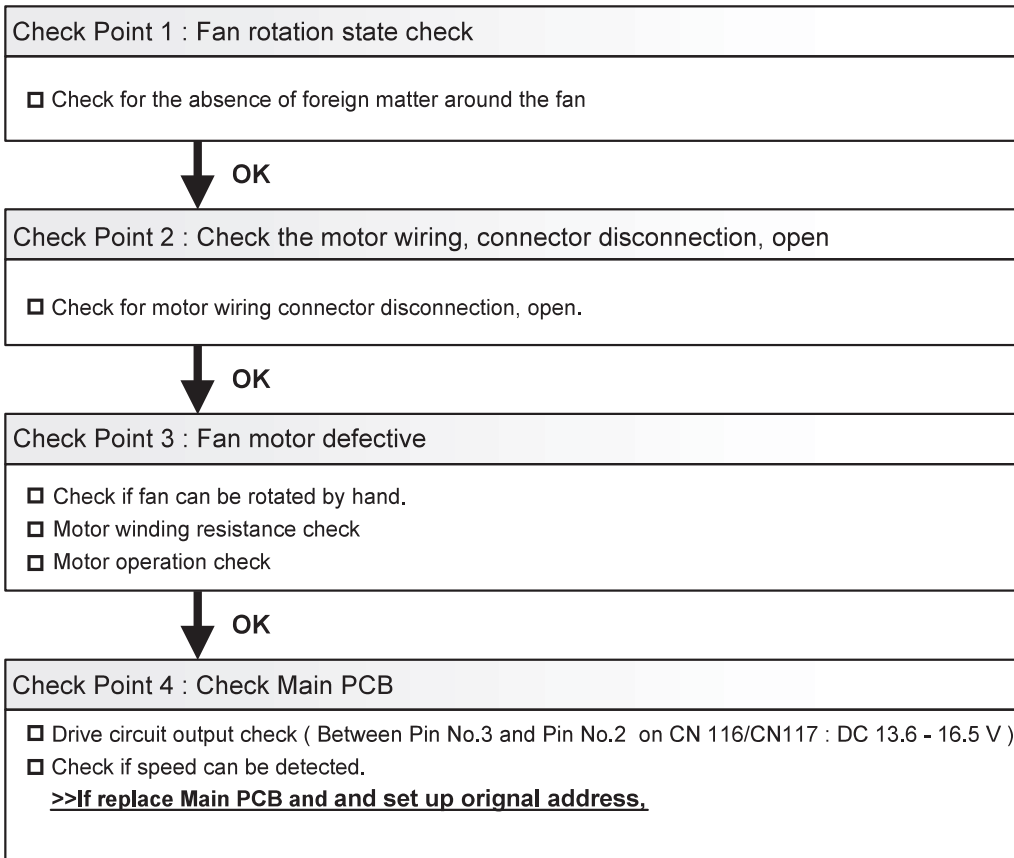 Check Point 1 : Fan rotation state check
Check for the absence of foreign matter around the fan
OK
Check Point 2 : Check the motor wiring, connector disconnection, open
Check for motor wiring connector disconnection, open.
OK
Check Point 3 : Fan motor defective
Check if fan can be rotated by hand.
Motor winding resistance check
Motor operation check
OK
Check Point 4 : Check Main PCB
Drive circuit output check ( Between Pin No.3 and Pin No.2 on CN 116/CN117 : DC 13.6 - 16.5 V )
Check if speed can be detected.
>>If replace Main PCB and and set up orignal address,